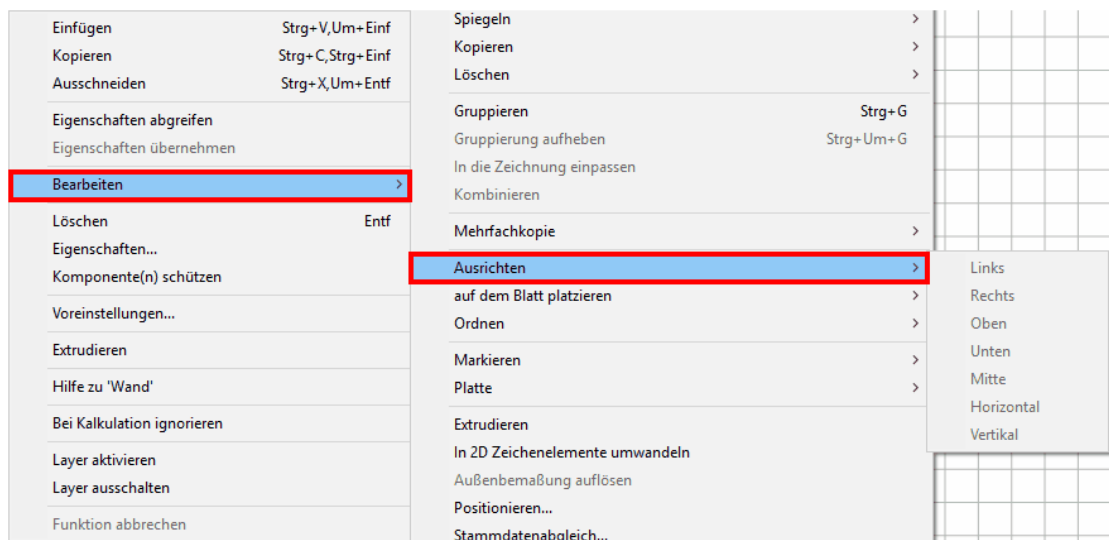 Einfügen Strg+V,Um+Einf
Kopieren Strg+C,Strg+Einf
Ausschneiden Strg+X,Um+Entf
Eigenschaften abgreifen
Eigenschaften übernehmen
Bearbeiten >
Löschen Entf
Eigenschaften...
Komponente(n) schützen
Voreinstellungen...
Extrudieren
Hilfe zu 'Wand'
Bei Kalkulation ignorieren
Layer aktivieren
Layer ausschalten
Funktion abbrechen
Spiegeln >
Kopieren >
Löschen >
Gruppieren Strg+G
Gruppierung aufheben Strg+Um+G
In die Zeichnung einpassen
Kombinieren
Mehrfachkopie >
Ausrichten >
auf dem Blatt platzieren >
Ordnen >
Markieren >
Platte >
Extrudieren
In 2D Zeichenelemente umwandeln
Außenbemaßung auflösen
Positionieren...
Stammdatenabgleich...
Links
Rechts
Oben
Unten
Mitte
Horizontal
Vertikal